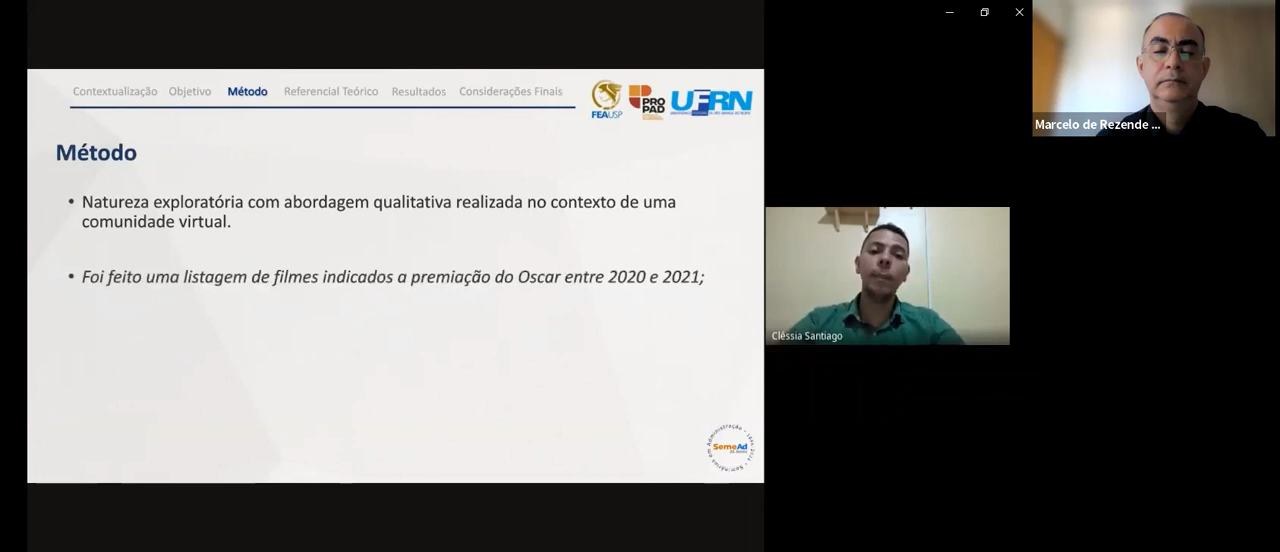 Contextualização Objetivo Método Referencial Teórico Resultados Considerações Finais
FEAUSP
PRO
PAD
UFRN
Método
• Natureza exploratória com abordagem qualitativa realizada no contexto de uma
comunidade virtual.
• Foi feito uma listagem de filmes indicados a premiação do Oscar entre 2020 e 2021;
SemeAd
Marcelo de Rezende ...
Cléssia Santiago